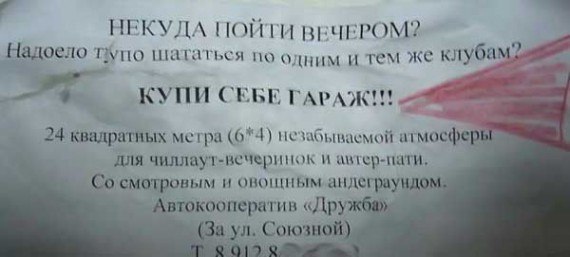 НЕКУДА ПОЙТИ ВЕЧЕРОМ?
Надоело тупо шататься по одним и тем же клубам?
КУПИ СЕБЕ ГАРАЖ!!!
24 квадратных метра (6*4) незабываемой атмосферы
для чиллаут-вечеринок и автер-пати.
Со смотровым и овощным андеграундом.
Автокооператив «Дружба»
(За ул. Союзной)
Т. 8 912 8